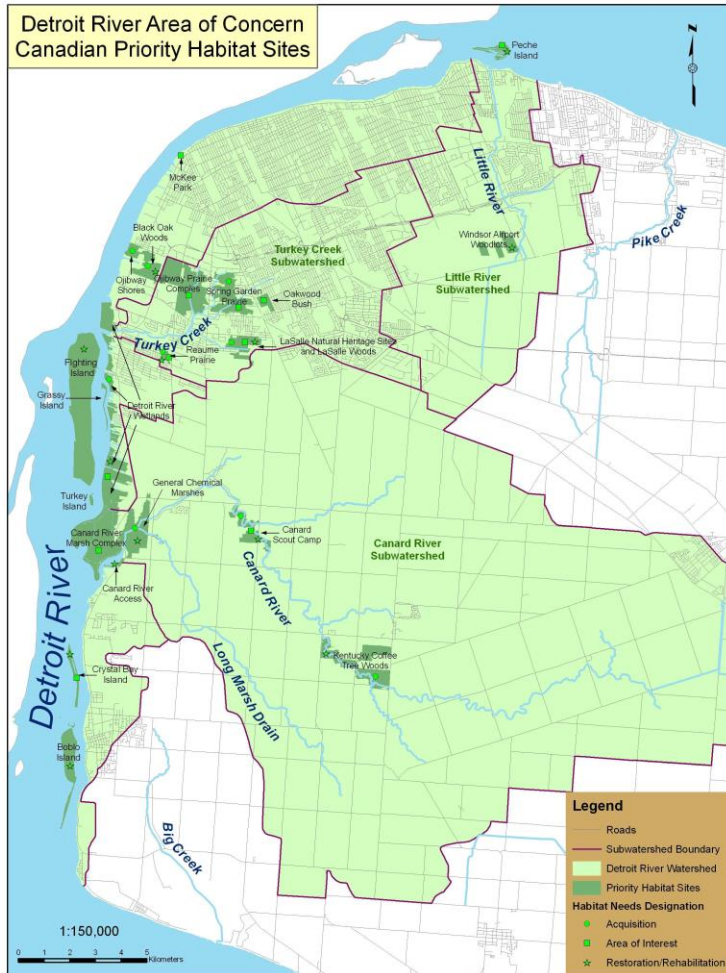 Detroit River Area of Concern
Canadian Priority Habitat Sites
Peche
Island
N
McKee
Park
Little River
Pike Creek
Black Oak
Woods
Windsor Airport
Woodlots
Turkey Creek
Subwatershed
Little River
Subwatershed
Ojibway
Shores
Ojibway Prairie
Complex
Spring Garden
Prairie
Oakwood
Bush
Turkey Creek
Reaume
Prairie
LaSalle Natural Heritage Sites
and LaSalle Woods
Fighting
Island
Grassy
Island
Detroit River
Wetlands
General Chemical
Marshes
Turkey
Island
Canard River
Marsh Complex
Canard
Scout Camp
Canard River
Subwatershed
Canard River
Access
Canard River
Detroit River
Kentucky Coffee
Tree Woods
Long Marsh Drain
Crystal Bay
Island
Boblo
Island
Big Creek
Legend
Roads
Subwatershed Boundary
Detroit River Watershed
Priority Habitat Sites
Habitat Needs Designation
Acquisition
Area of Interest
Restoration/Rehabilitation
1:150,000
0 1 2 3 4 5
Kilometers